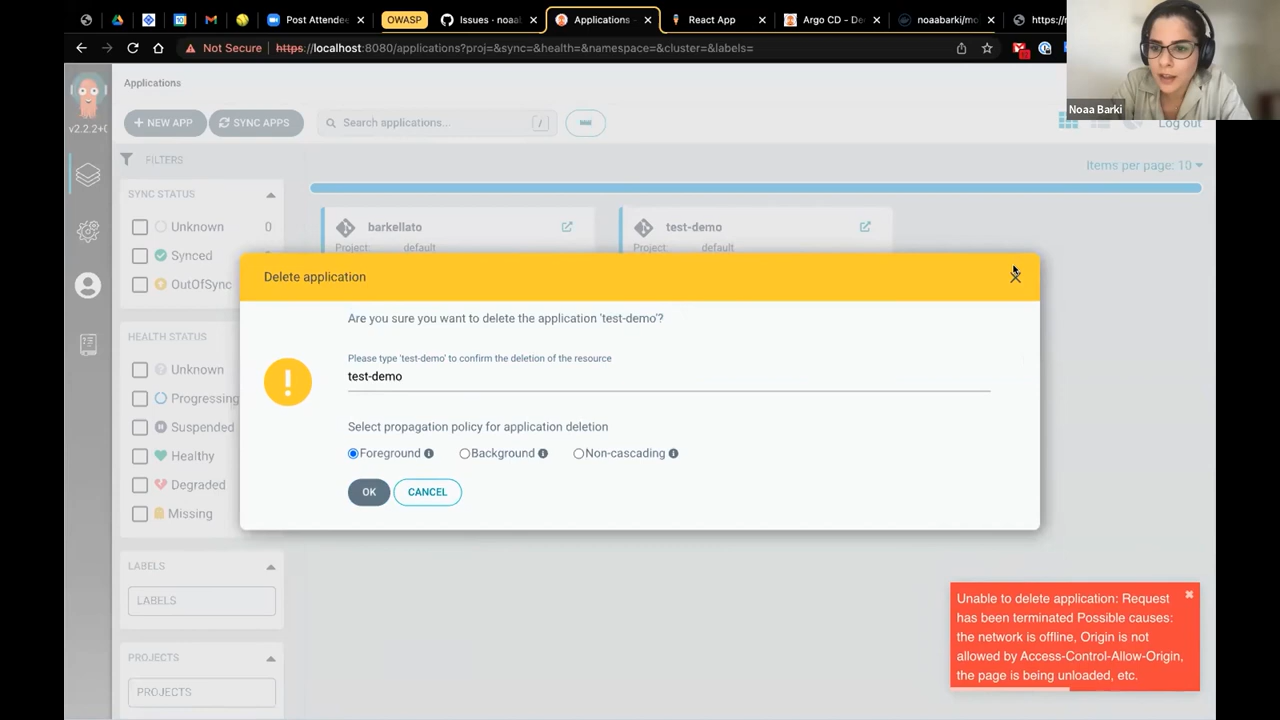 Post Attendee
OWASP
Issues · noaa
Applications
React App
Argo CD - De
noaabarki/mo
https://
Not Secure
https://localhost:8080/applications?proj=&sync=&health=&namespace=&cluster=&labels=
Noaa Barki
Applications
v2.2.2+0
+ NEW APP
SYNC APPS
Search applications...
/
Log out
FILTERS
Items per page: 10
SYNC STATUS
Unknown 0
Synced
OutOfSync
HEALTH STATUS
Unknown
Progressing
Suspended
Healthy
Degraded
Missing
LABELS
LABELS
PROJECTS
PROJECTS
barkellato
Project: default
test-demo
Project: default
Delete application
Are you sure you want to delete the application 'test-demo'?
Please type 'test-demo' to confirm the deletion of the resource
test-demo
Select propagation policy for application deletion
Foreground
Background
Non-cascading
OK
CANCEL
Unable to delete application: Request
has been terminated Possible causes:
the network is offline, Origin is not
allowed by Access-Control-Allow-Origin,
the page is being unloaded, etc.